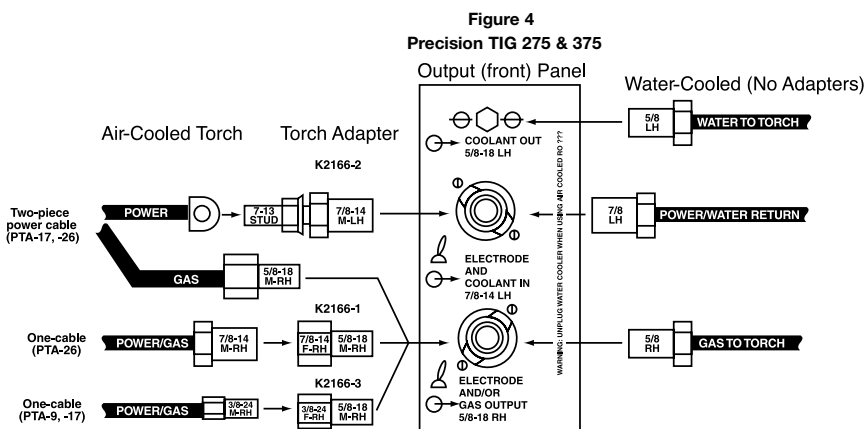 Figure 4
Precision TIG 275 & 375
Output (front) Panel
Water-Cooled (No Adapters)
Air-Cooled Torch
Torch Adapter
K2166-2
COOLANT OUT
5/8-18 LH
5/8
LH
WATER TO TORCH
Two-piece
power cable
(PTA-17, -26)
POWER
7-13
STUD
7/8-14
M-LH
7/8
LH
POWER/WATER RETURN
GAS
5/8-18
M-RH
ELECTRODE
AND
COOLANT IN
7/8-14 LH
WARNING: UNPLUG WATER COOLER WHEN USING AIR COOLED RO ???
K2166-1
One-cable
(PTA-26)
POWER/GAS
7/8-14
M-RH
7/8-14
F-RH
5/8-18
M-RH
5/8
RH
GAS TO TORCH
K2166-3
One-cable
(PTA-9, -17)
POWER/GAS
3/8-24
M-RH
3/8-24
F-RH
5/8-18
M-RH
ELECTRODE
AND/OR
GAS OUTPUT
5/8-18 RH